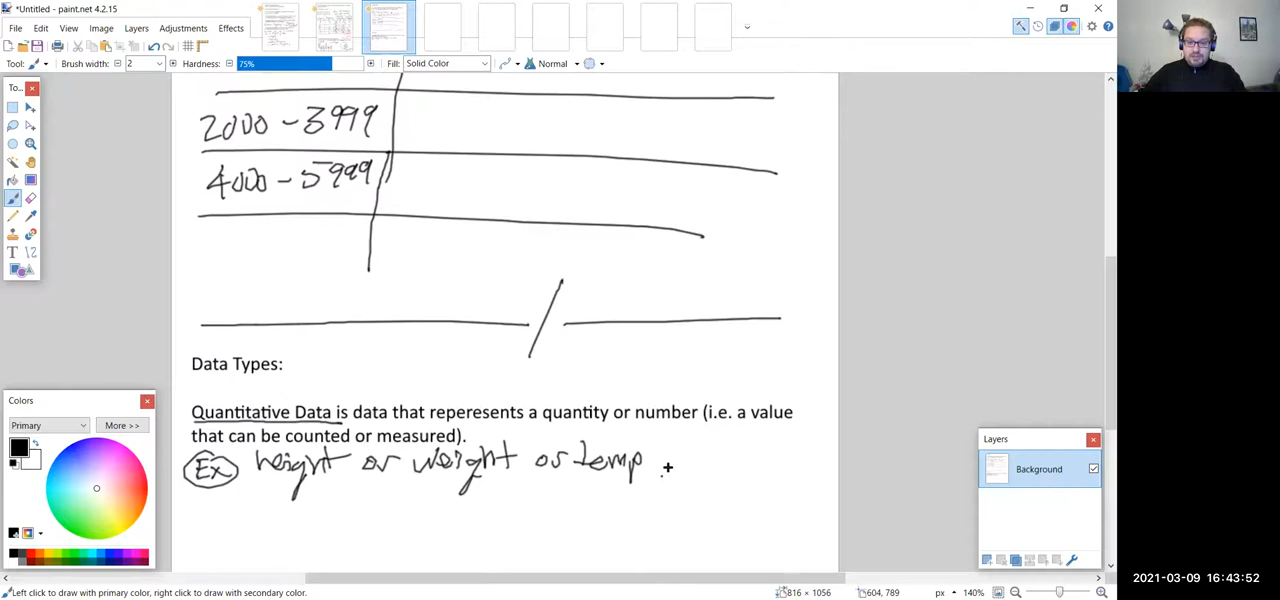 *Untitled - paint.net 4.2.15
File Edit View Image Layers Adjustments Effects
Tool: Brush width: 2 Hardness: 75% Fill: Solid Color Normal
To...
2000 - 3999
4000 - 5999
Data Types:
Quantitative Data is data that reperesents a quantity or number (i.e. a value
that can be counted or measured).
Ex height or weight or temp
Colors
Primary More >>
Layers
Background
Left click to draw with primary color, right click to draw with secondary color.
816 × 1056 604, 789 px 140%
2021-03-09 16:43:52